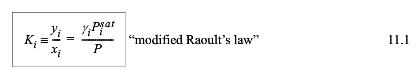 K_i ≡ y_i/x_i = γ_i P_i^sat/P “modified Raoult’s law” 11.1